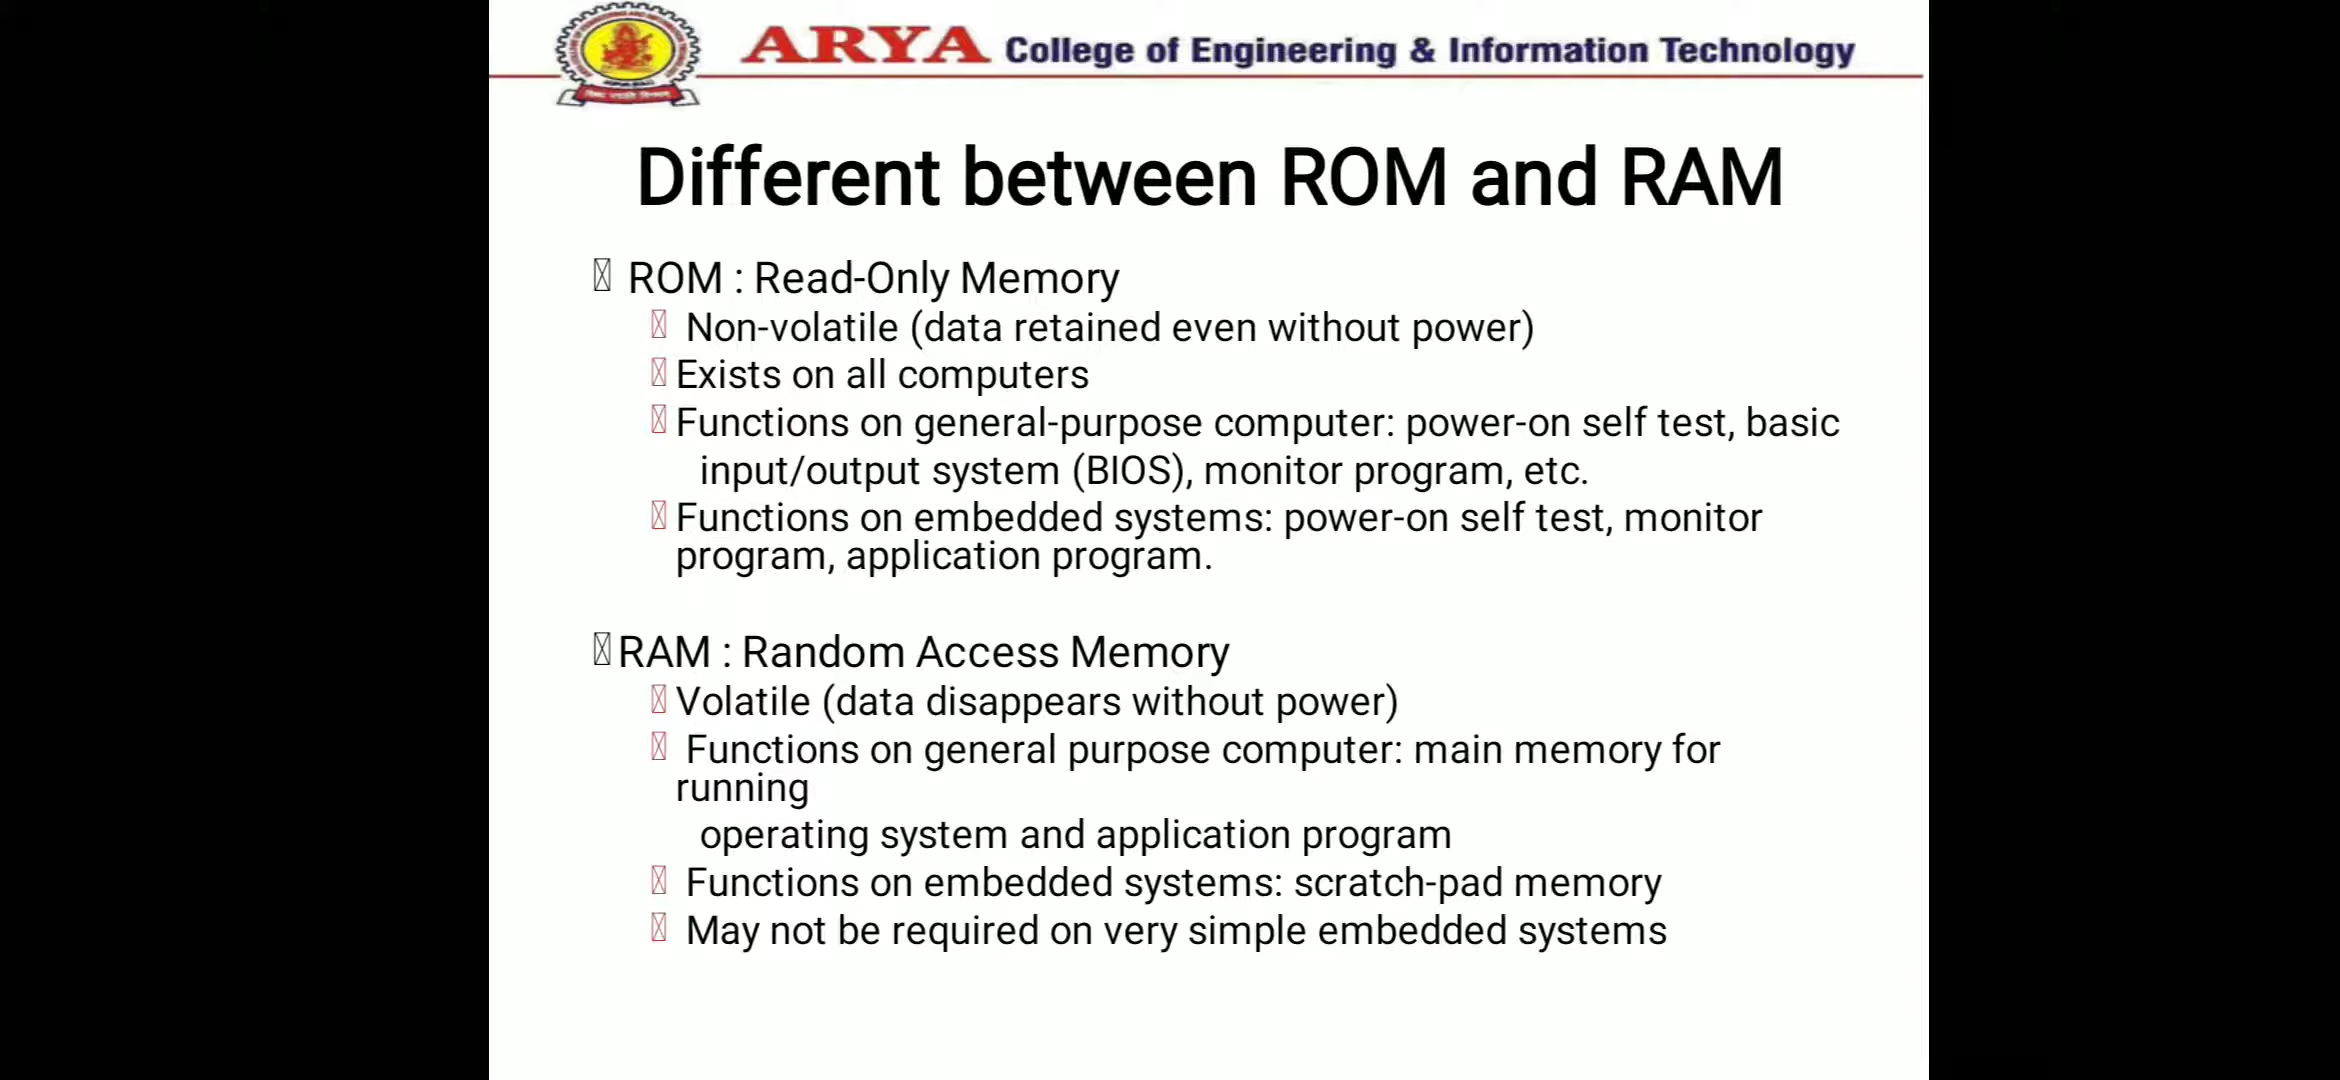 ARYA College of Engineering & Information Technology
Different between ROM and RAM
ROM : Read-Only Memory
Non-volatile (data retained even without power)
Exists on all computers
Functions on general-purpose computer: power-on self test, basic
input/output system (BIOS), monitor program, etc.
Functions on embedded systems: power-on self test, monitor
program, application program.
RAM : Random Access Memory
Volatile (data disappears without power)
Functions on general purpose computer: main memory for
running
operating system and application program
Functions on embedded systems: scratch-pad memory
May not be required on very simple embedded systems